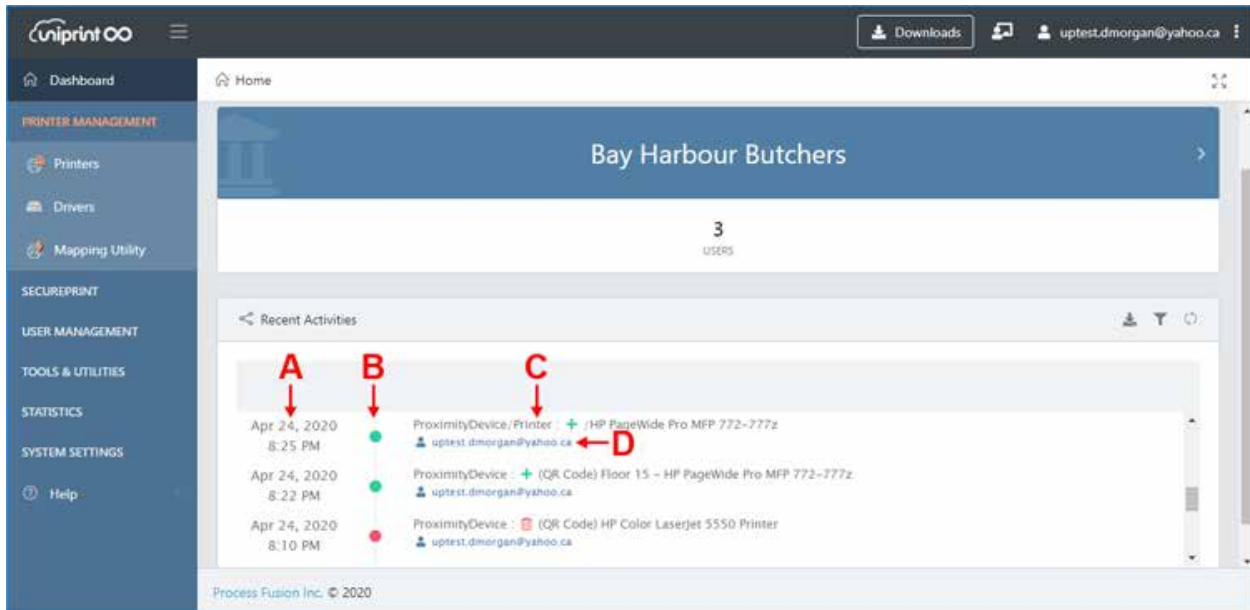 uniprint
Downloads
uptest.dmorgan@yahoo.ca
Dashboard
Home
PRINTER MANAGEMENT
Printers
Drivers
Mapping Utility
SECUREPRINT
USER MANAGEMENT
TOOLS & UTILITIES
STATISTICS
SYSTEM SETTINGS
Help
Bay Harbour Butchers
3
USERS
Recent Activities
A B C
Apr 24, 2020 ProximityDevice/Printer : + /HP PageWide Pro MFP 772-777z
8:25 PM uptest.dmorgan@yahoo.ca D
Apr 24, 2020 ProximityDevice : + (QR Code) Floor 15 – HP PageWide Pro MFP 772-777z
8:22 PM uptest.dmorgan@yahoo.ca
Apr 24, 2020 ProximityDevice : (QR Code) HP Color LaserJet 5550 Printer
8:10 PM uptest.dmorgan@yahoo.ca
Process Fusion Inc. © 2020